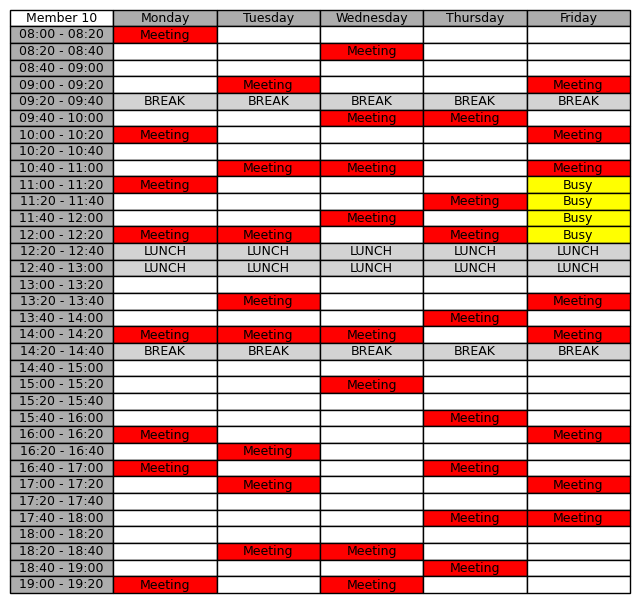 Member 10 Monday Tuesday Wednesday Thursday Friday
08:00 - 08:20 Meeting
08:20 - 08:40 Meeting
08:40 - 09:00
09:00 - 09:20 Meeting Meeting
09:20 - 09:40 BREAK BREAK BREAK BREAK BREAK
09:40 - 10:00 Meeting Meeting
10:00 - 10:20 Meeting Meeting
10:20 - 10:40
10:40 - 11:00 Meeting Meeting Meeting
11:00 - 11:20 Meeting Busy
11:20 - 11:40 Meeting Busy
11:40 - 12:00 Meeting Busy
12:00 - 12:20 Meeting Meeting Meeting Busy
12:20 - 12:40 LUNCH LUNCH LUNCH LUNCH LUNCH
12:40 - 13:00 LUNCH LUNCH LUNCH LUNCH LUNCH
13:00 - 13:20
13:20 - 13:40 Meeting Meeting
13:40 - 14:00 Meeting
14:00 - 14:20 Meeting Meeting Meeting Meeting
14:20 - 14:40 BREAK BREAK BREAK BREAK BREAK
14:40 - 15:00
15:00 - 15:20 Meeting
15:20 - 15:40
15:40 - 16:00 Meeting
16:00 - 16:20 Meeting Meeting
16:20 - 16:40 Meeting
16:40 - 17:00 Meeting Meeting
17:00 - 17:20 Meeting Meeting
17:20 - 17:40
17:40 - 18:00 Meeting Meeting
18:00 - 18:20
18:20 - 18:40 Meeting Meeting
18:40 - 19:00 Meeting
19:00 - 19:20 Meeting Meeting